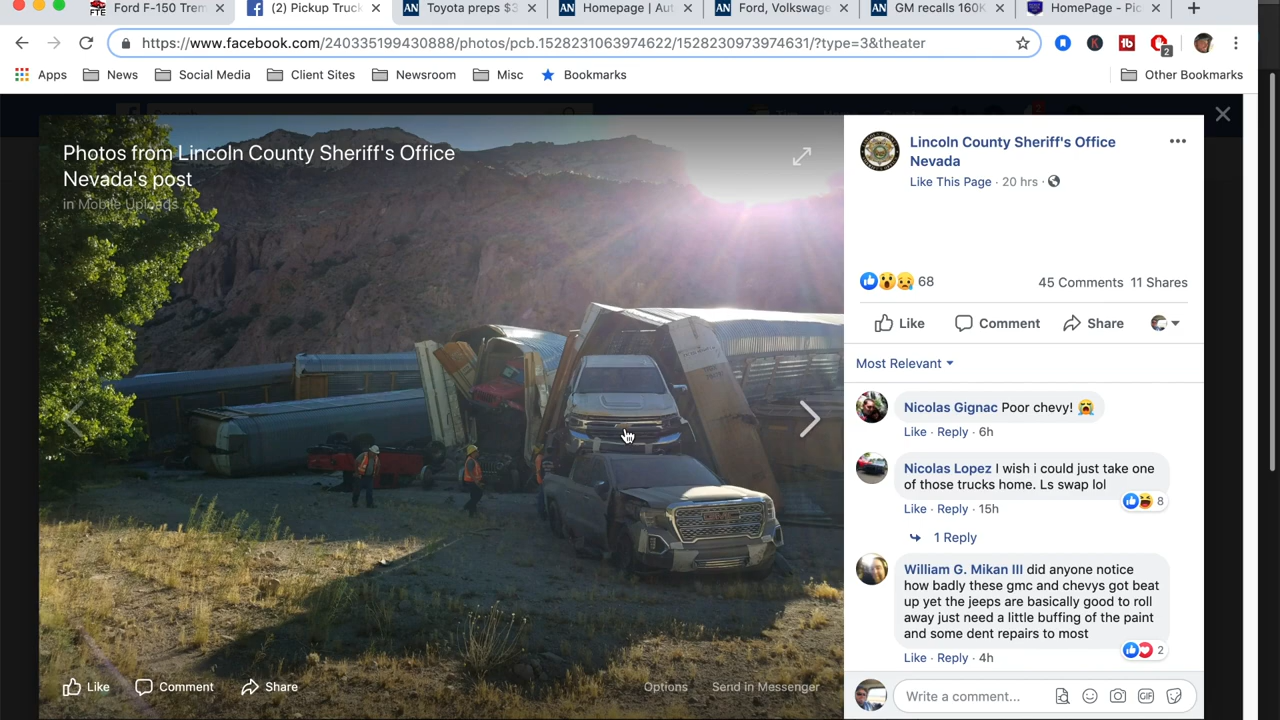 Ford F-150 Trem
(2) Pickup Truck
Toyota preps $3
Homepage | Aut
Ford, Volkswage
GM recalls 160K
HomePage - Pic
https://www.facebook.com/240335199430888/photos/pcb.1528231063974622/1528230973974631/?type=3&theater
Apps News Social Media Client Sites Newsroom Misc Bookmarks Other Bookmarks
Photos from Lincoln County Sheriff's Office
Nevada's post
in Mobile Uploads
Lincoln County Sheriff's Office
Nevada
Like This Page · 20 hrs ·
68 45 Comments 11 Shares
Like Comment Share
Most Relevant
Nicolas Gignac Poor chevy! 😭
Like · Reply · 6h
Nicolas Lopez I wish i could just take one
of those trucks home. Ls swap lol
8
Like · Reply · 15h
1 Reply
William G. Mikan III did anyone notice
how badly these gmc and chevys got beat
up yet the jeeps are basically good to roll
away just need a little buffing of the paint
and some dent repairs to most
2
Like · Reply · 4h
Like Comment Share Options Send in Messenger
Write a comment...
GIF